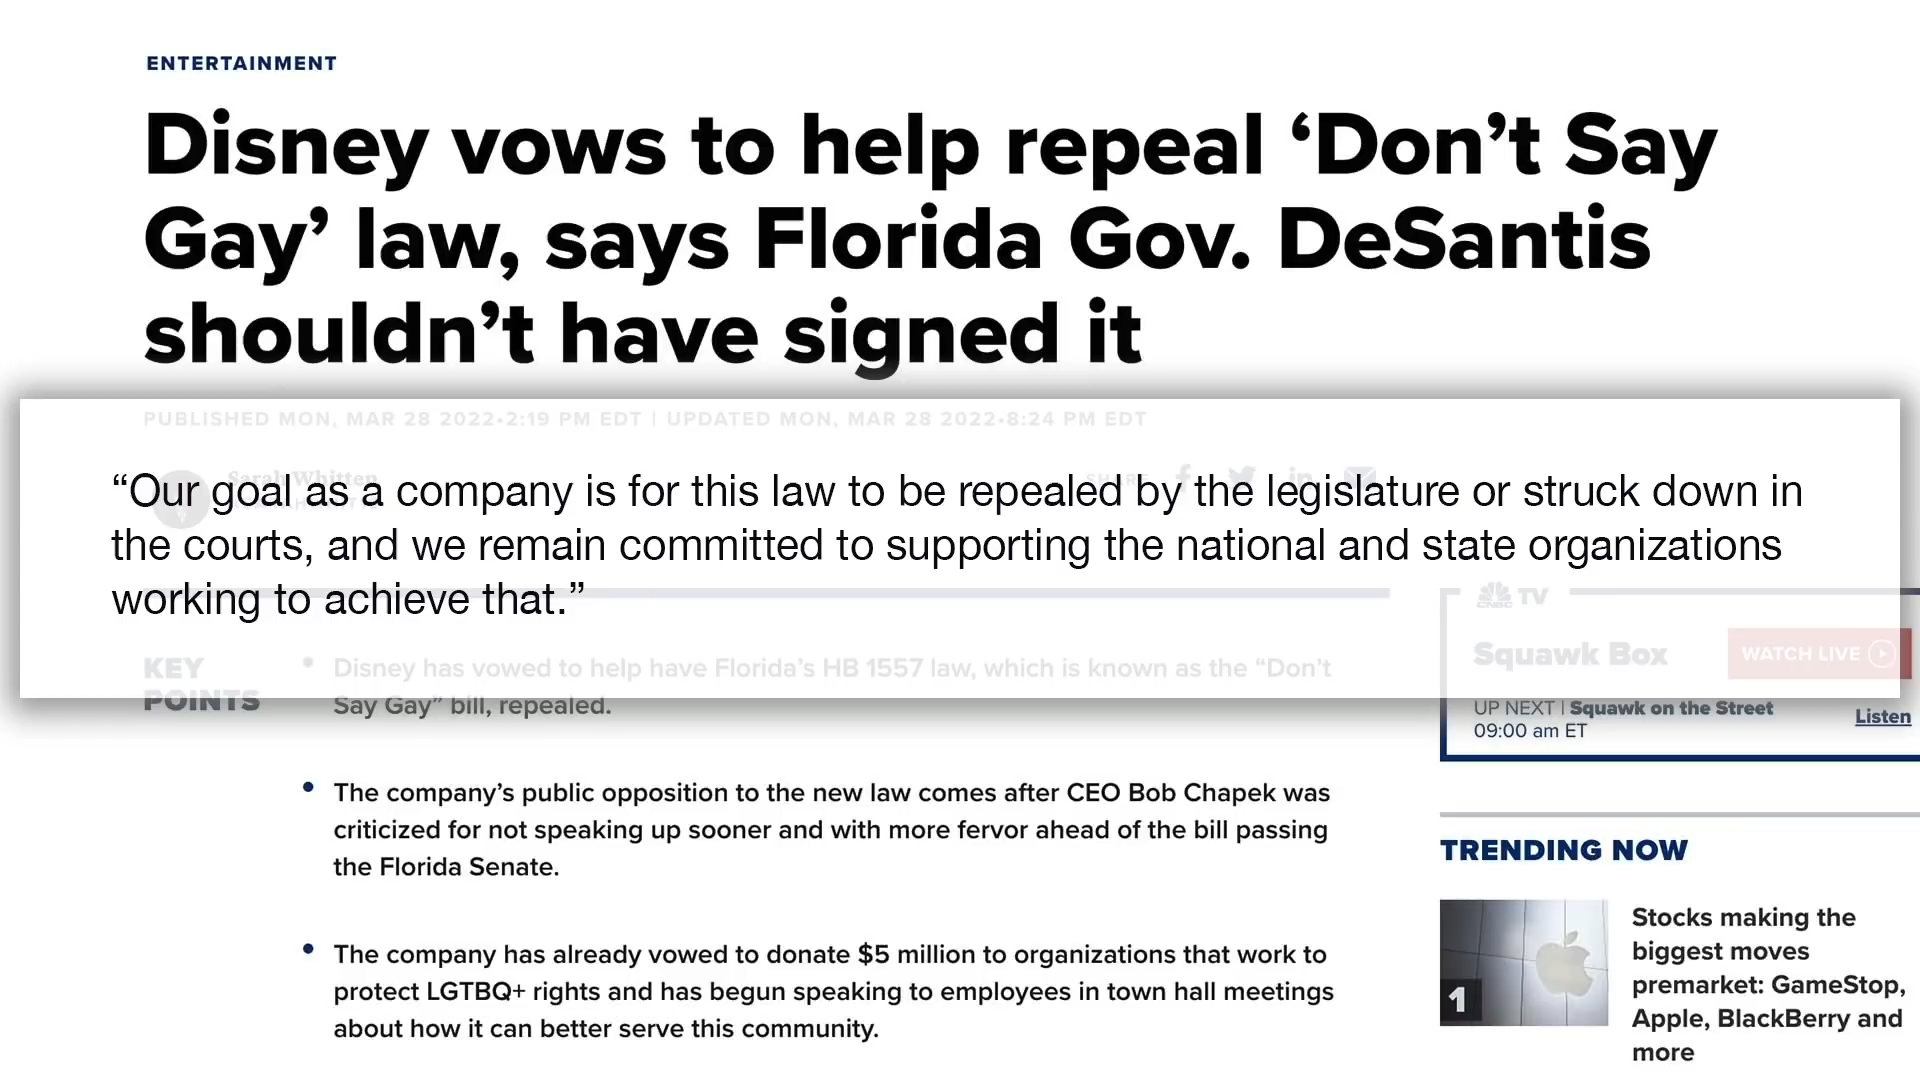 ENTERTAINMENT
Disney vows to help repeal ‘Don’t Say
Gay’ law, says Florida Gov. DeSantis
shouldn’t have signed it
PUBLISHED MON, MAR 28 2022•2:19 PM EDT | UPDATED MON, MAR 28 2022•8:24 PM EDT
Sarah Whitten
SHARE
“Our goal as a company is for this law to be repealed by the legislature or struck down in
the courts, and we remain committed to supporting the national and state organizations
working to achieve that.”
KEY
POINTS
• Disney has vowed to help have Florida’s HB 1557 law, which is known as the “Don’t
Say Gay” bill, repealed.
• The company’s public opposition to the new law comes after CEO Bob Chapek was
criticized for not speaking up sooner and with more fervor ahead of the bill passing
the Florida Senate.
• The company has already vowed to donate $5 million to organizations that work to
protect LGTBQ+ rights and has begun speaking to employees in town hall meetings
about how it can better serve this community.
CNBC TV
Squawk Box
WATCH LIVE
UP NEXT | Squawk on the Street
09:00 am ET
Listen
TRENDING NOW
1
Stocks making the
biggest moves
premarket: GameStop,
Apple, BlackBerry and
more